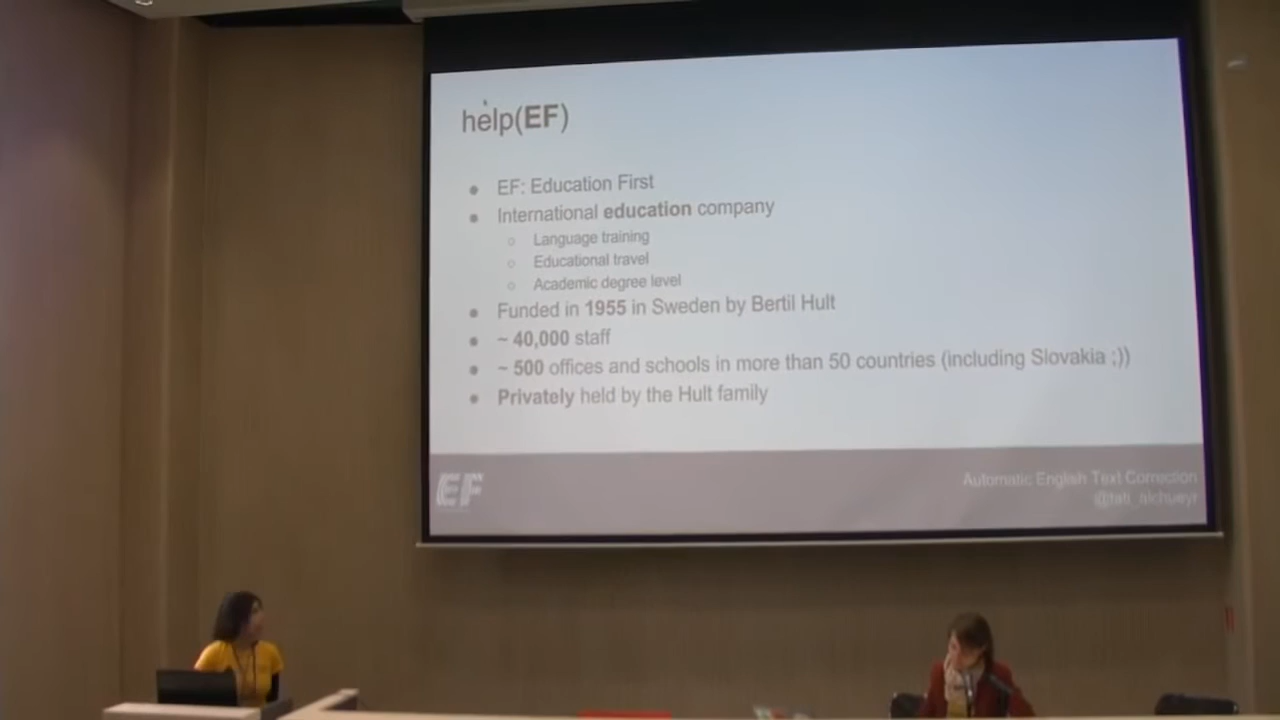 help(EF)
● EF: Education First
● International education company
○ Language training
○ Educational travel
○ Academic degree level
● Funded in 1955 in Sweden by Bertil Hult
● ~ 40,000 staff
● ~ 500 offices and schools in more than 50 countries (including Slovakia ;))
● Privately held by the Hult family
EF
Automatic English Text Correction
@tati_alchueyr